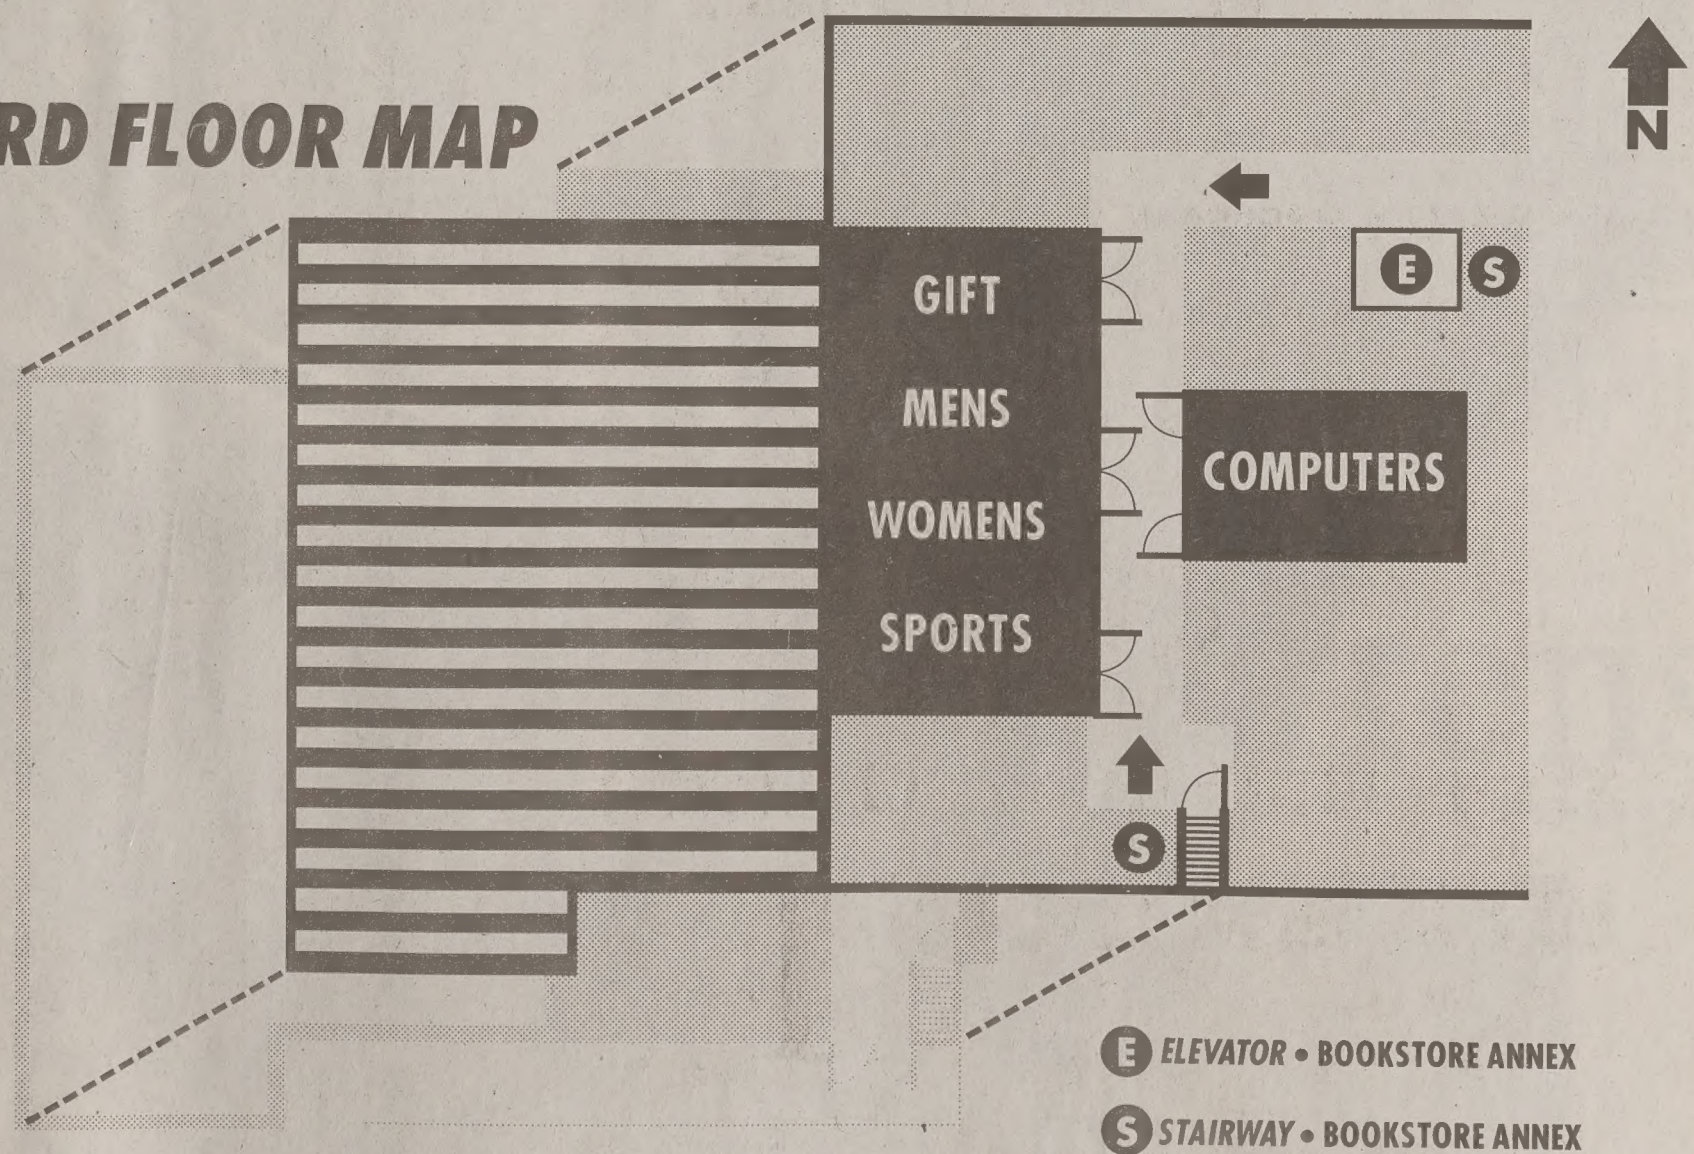 RD FLOOR MAP
N
E S
GIFT
MENS
COMPUTERS
WOMENS
SPORTS
S
E ELEVATOR • BOOKSTORE ANNEX
S STAIRWAY • BOOKSTORE ANNEX